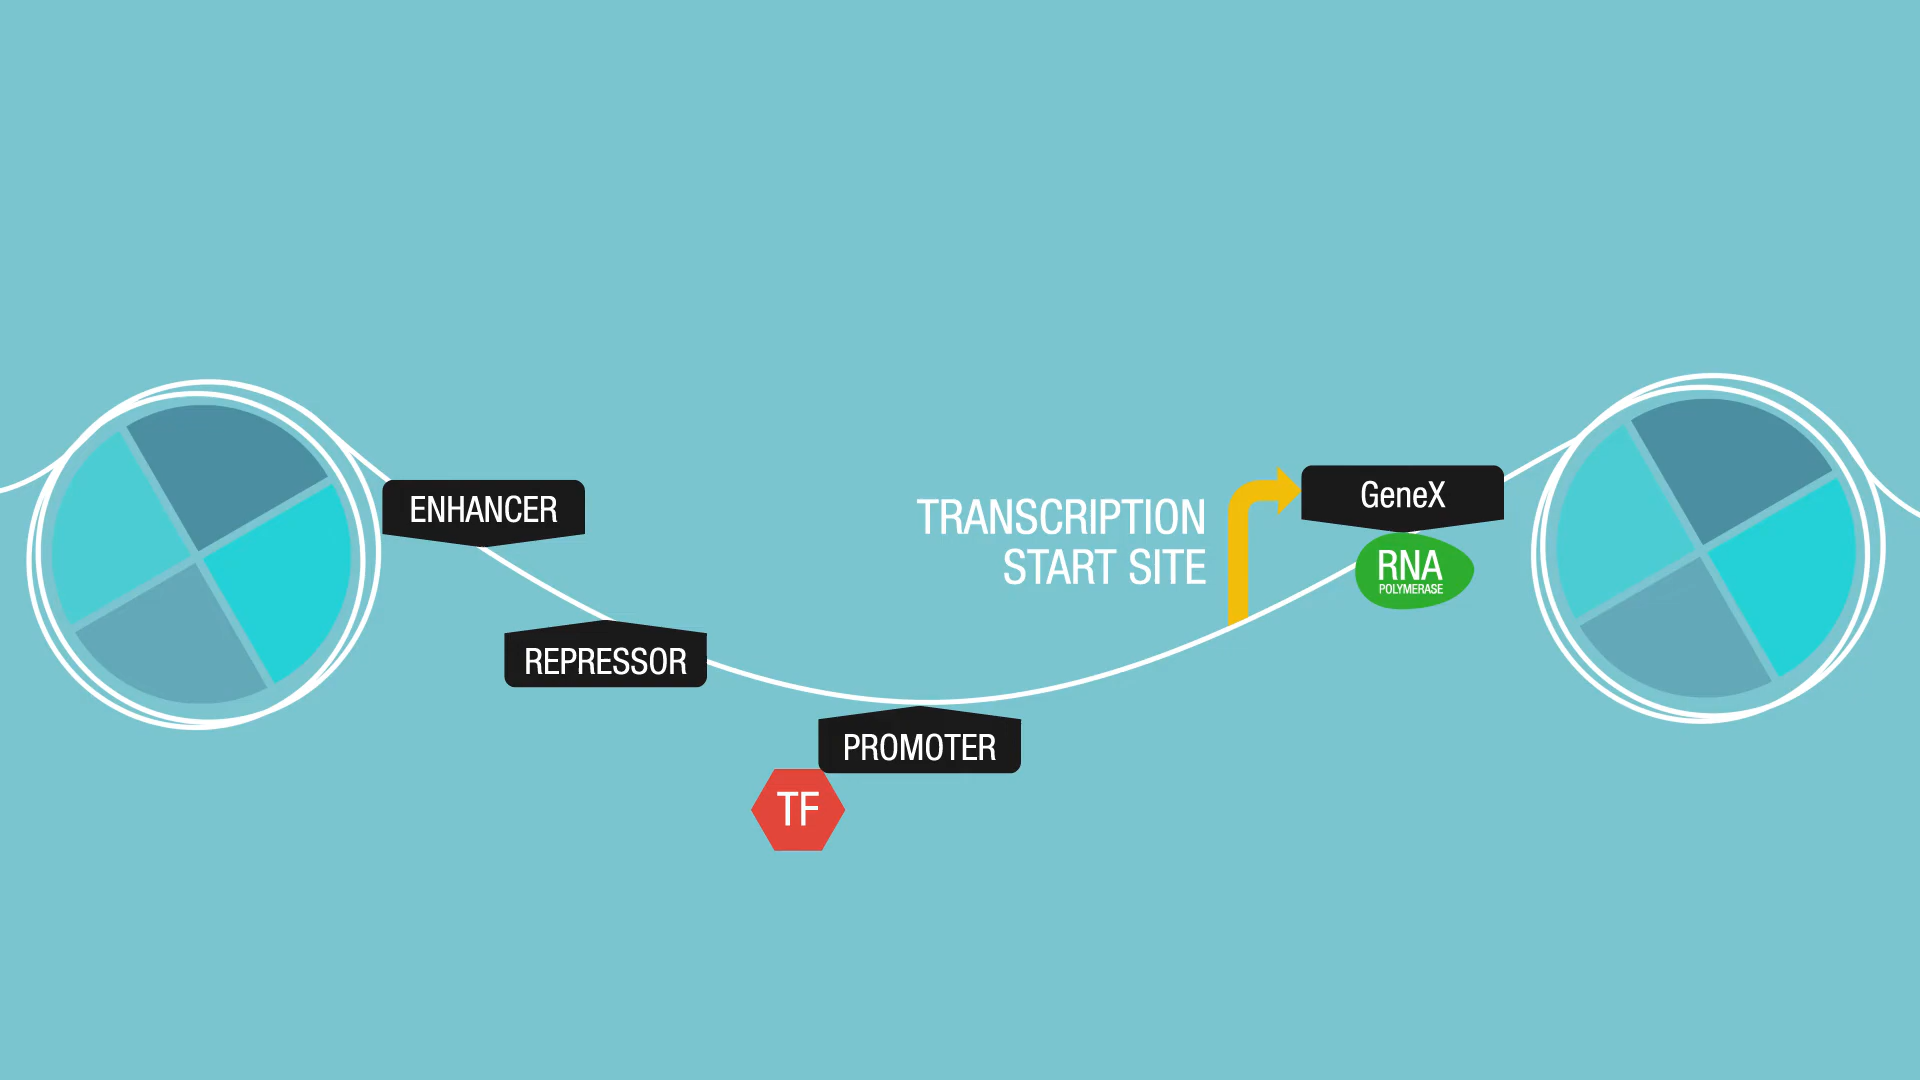 ENHANCER
REPRESSOR
PROMOTER
TF
TRANSCRIPTION
START SITE
GeneX
RNA
POLYMERASE